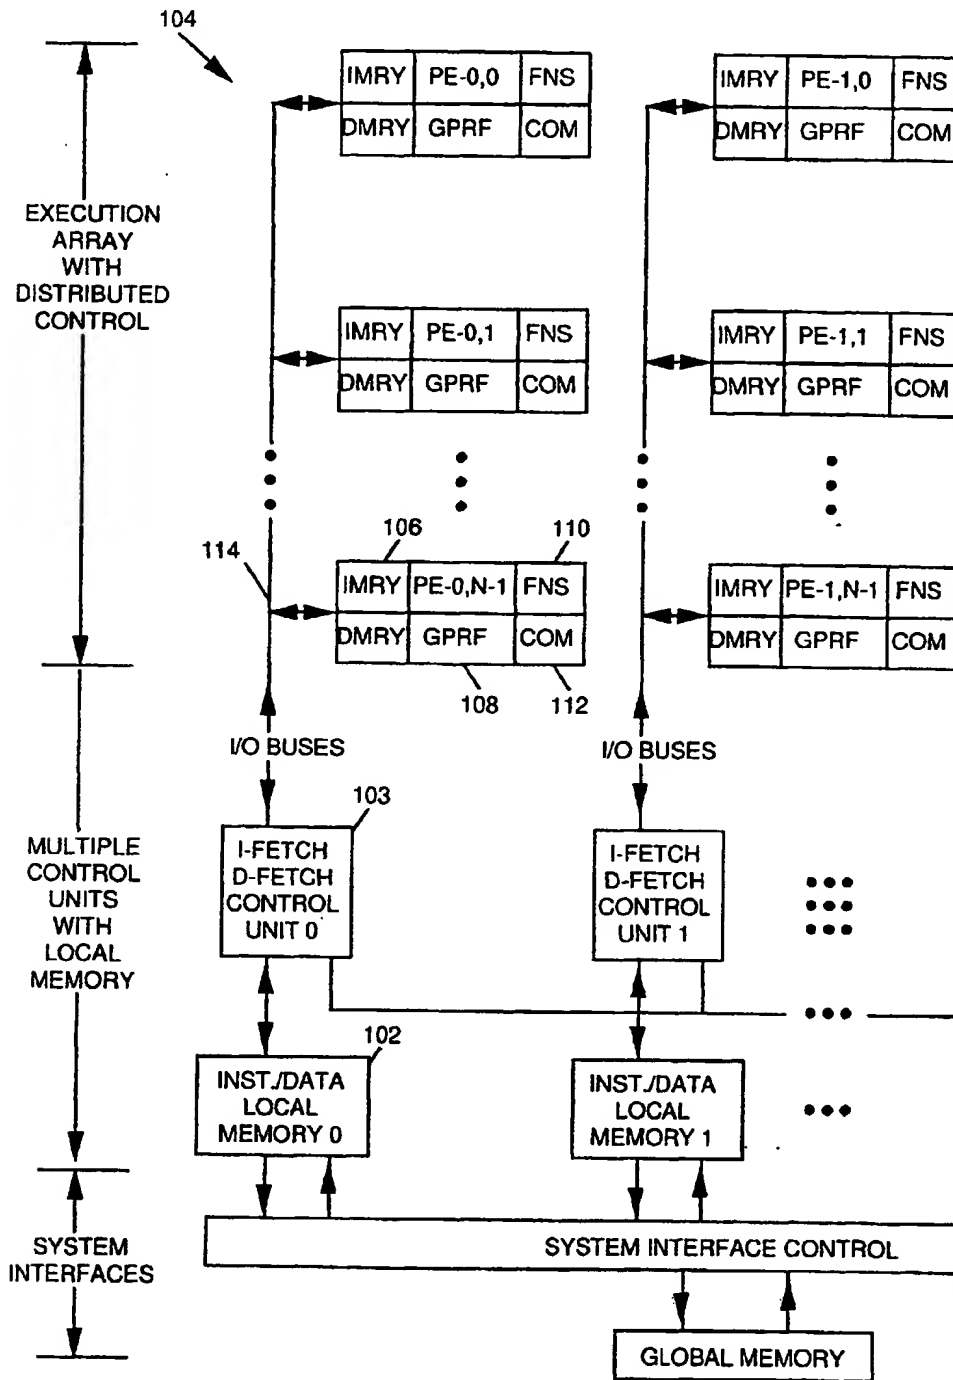 104
IMRY PE-0,0 FNS
DMRY GPRF COM
IMRY PE-1,0 FNS
DMRY GPRF COM
EXECUTION
ARRAY
WITH
DISTRIBUTED
CONTROL
IMRY PE-0,1 FNS
DMRY GPRF COM
IMRY PE-1,1 FNS
DMRY GPRF COM
114
106
110
IMRY PE-0,N-1 FNS
DMRY GPRF COM
108
112
IMRY PE-1,N-1 FNS
DMRY GPRF COM
I/O BUSES
I/O BUSES
MULTIPLE
CONTROL
UNITS
WITH
LOCAL
MEMORY
103
I-FETCH
D-FETCH
CONTROL
UNIT 0
I-FETCH
D-FETCH
CONTROL
UNIT 1
102
INST./DATA
LOCAL
MEMORY 0
INST./DATA
LOCAL
MEMORY 1
SYSTEM
INTERFACES
SYSTEM INTERFACE CONTROL
GLOBAL MEMORY